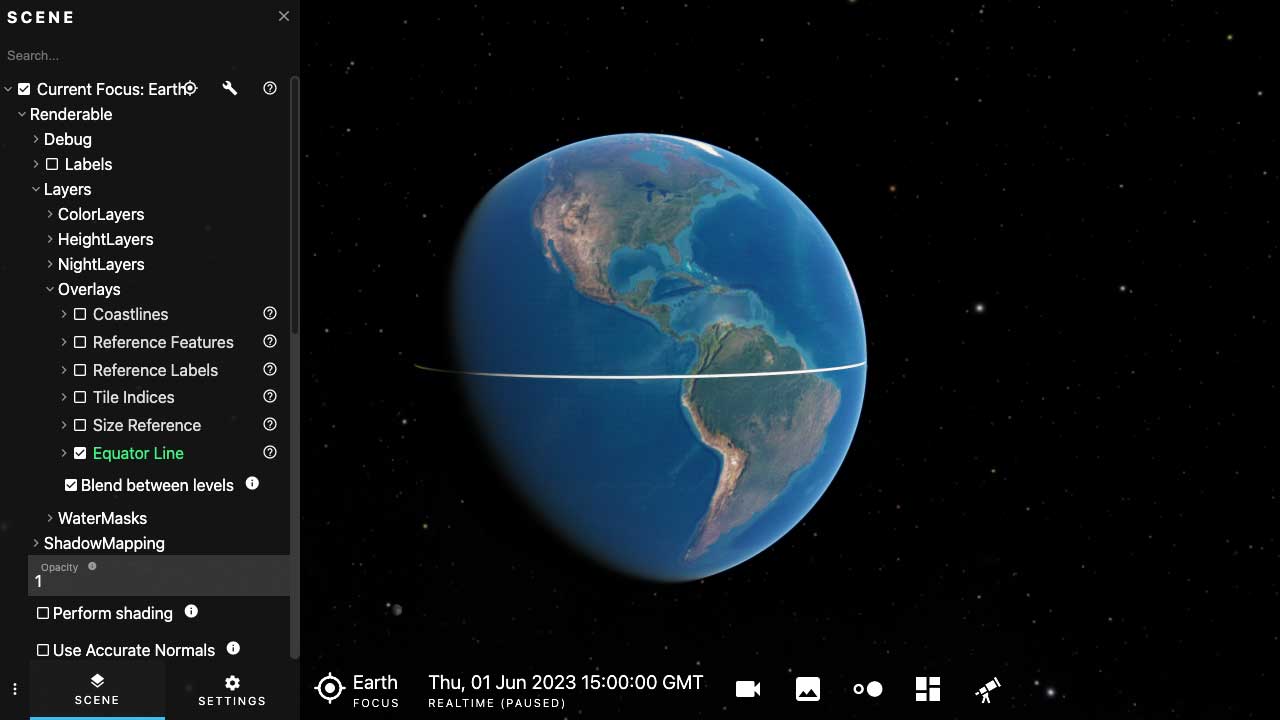 SCENE
Search...
Current Focus: Earth
Renderable
Debug
Labels
Layers
ColorLayers
HeightLayers
NightLayers
Overlays
Coastlines
Reference Features
Reference Labels
Tile Indices
Size Reference
Equator Line
Blend between levels
WaterMasks
ShadowMapping
Opacity
1
Perform shading
Use Accurate Normals
SCENE
SETTINGS
Earth
FOCUS
Thu, 01 Jun 2023 15:00:00 GMT
REALTIME (PAUSED)